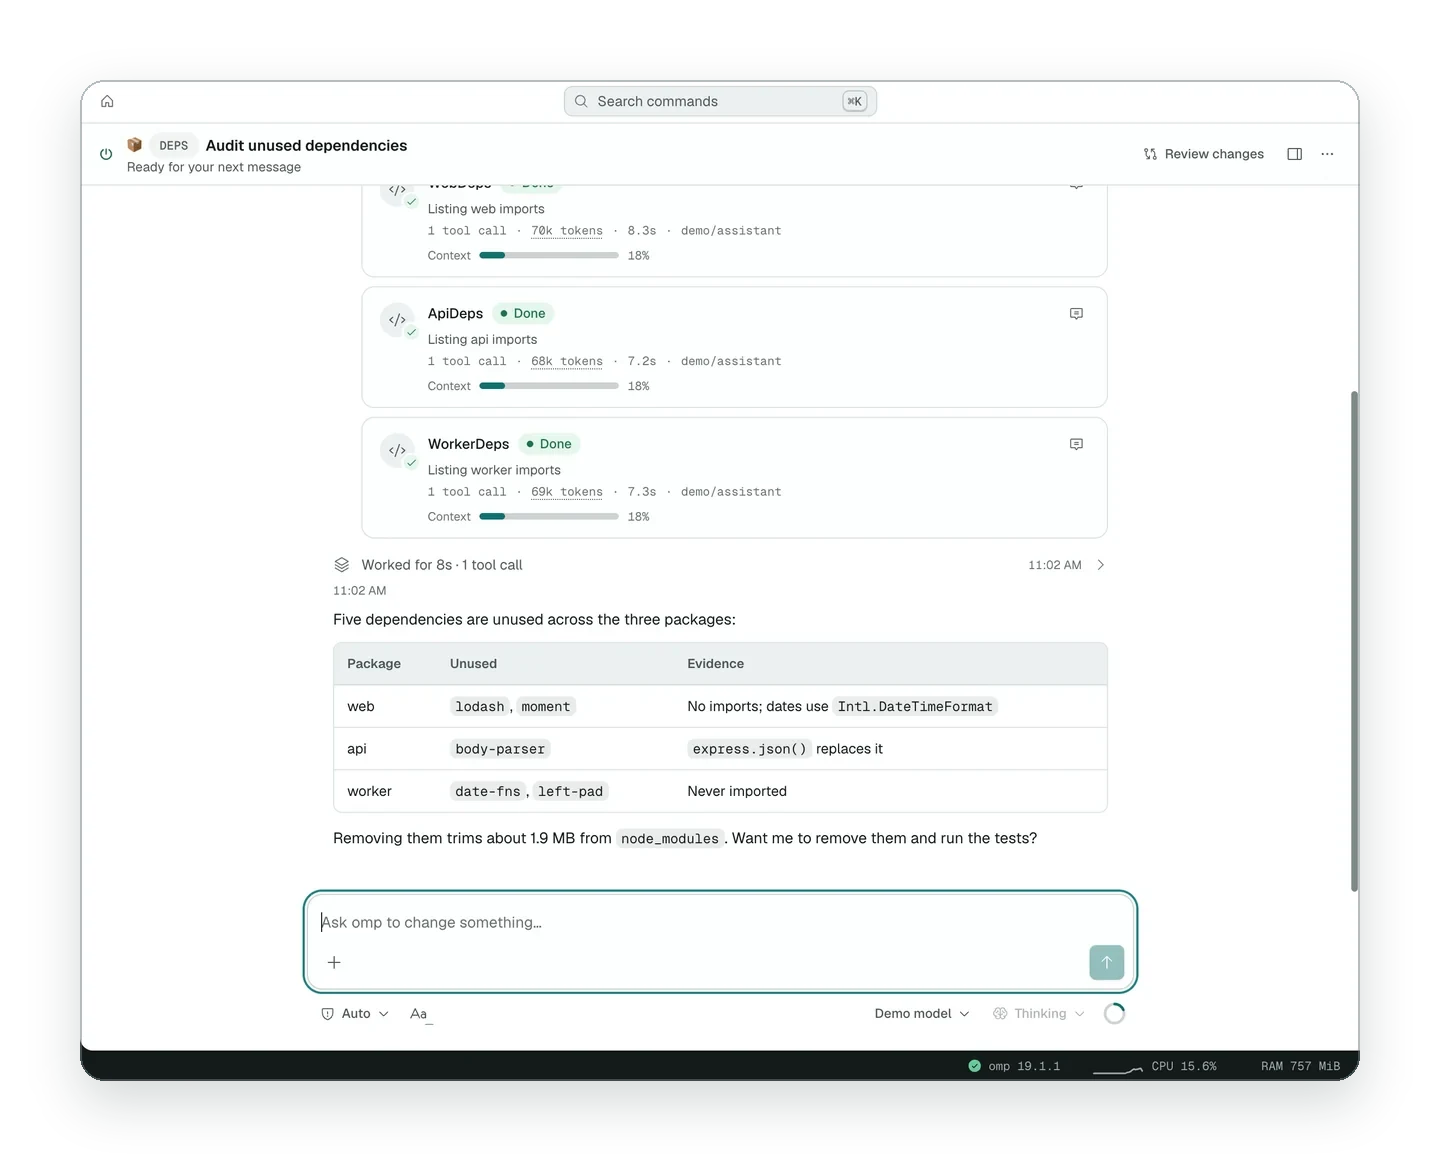 Search commands ⌘K
DEPS Audit unused dependencies
Ready for your next message
Review changes
WebDeps Done
Listing web imports
1 tool call · 70k tokens · 8.3s · demo/assistant
Context 18%
ApiDeps Done
Listing api imports
1 tool call · 68k tokens · 7.2s · demo/assistant
Context 18%
WorkerDeps Done
Listing worker imports
1 tool call · 69k tokens · 7.3s · demo/assistant
Context 18%
Worked for 8s · 1 tool call 11:02 AM
11:02 AM
Five dependencies are unused across the three packages:
Package Unused Evidence
web lodash, moment No imports; dates use Intl.DateTimeFormat
api body-parser express.json() replaces it
worker date-fns, left-pad Never imported
Removing them trims about 1.9 MB from node_modules. Want me to remove them and run the tests?
Ask omp to change something...
Auto Aa_ Demo model Thinking
omp 19.1.1 CPU 15.6% RAM 757 MiB